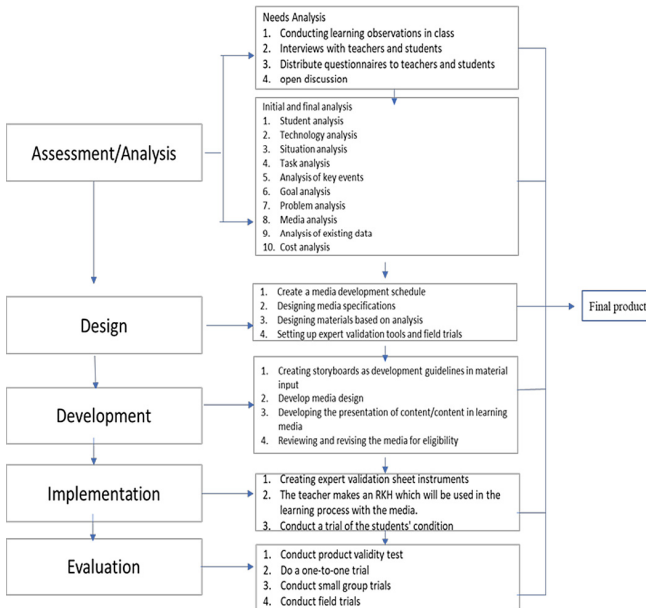 Needs Analysis
1. Conducting learning observations in class
2. Interviews with teachers and students
3. Distribute questionnaires to teachers and students
4. open discussion
Initial and final analysis
1. Student analysis
2. Technology analysis
3. Situation analysis
4. Task analysis
5. Analysis of key events
6. Goal analysis
7. Problem analysis
8. Media analysis
9. Analysis of existing data
10. Cost analysis
Assessment/Analysis
Design
1. Create a media development schedule
2. Designing media specifications
3. Designing materials based on analysis
4. Setting up expert validation tools and field trials
Final product
Development
1. Creating storyboards as development guidelines in material
input
2. Develop media design
3. Developing the presentation of content/content in learning
media
4. Reviewing and revising the media for eligibility
Implementation
1. Creating expert validation sheet instruments
2. The teacher makes an RKH which will be used in the
learning process with the media.
3. Conduct a trial of the students' condition
Evaluation
1. Conduct product validity test
2. Do a one-to-one trial
3. Conduct small group trials
4. Conduct field trials